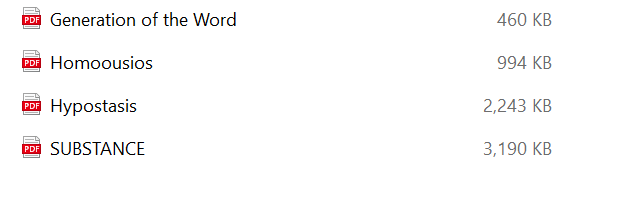 PDF Generation of the Word 460 KB
PDF Homoousios 994 KB
PDF Hypostasis 2,243 KB
PDF SUBSTANCE 3,190 KB